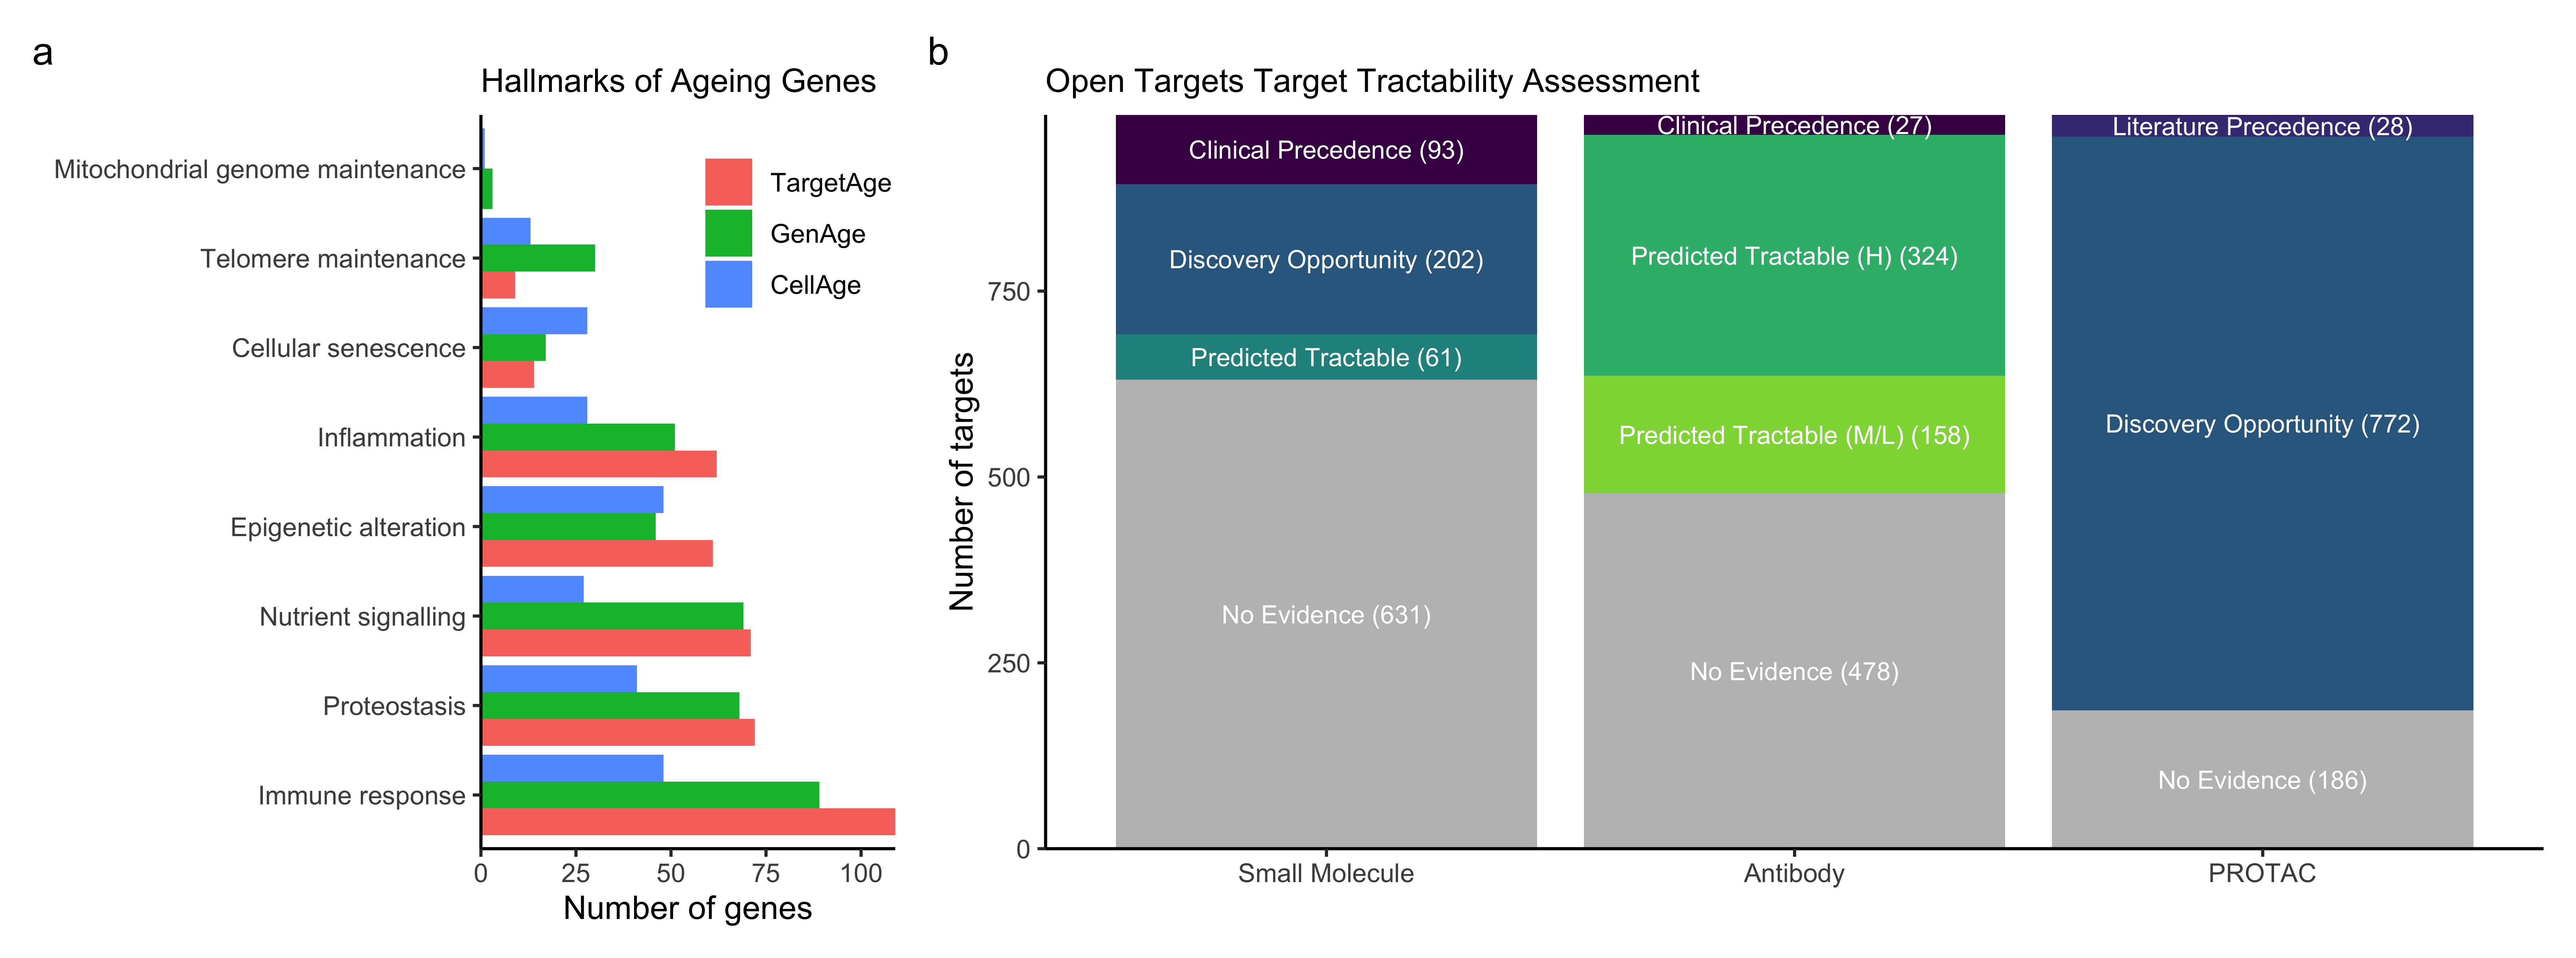 a
Hallmarks of Ageing Genes
Mitochondrial genome maintenance
Telomere maintenance
Cellular senescence
Inflammation
Epigenetic alteration
Nutrient signalling
Proteostasis
Immune response
TargetAge
GenAge
CellAge
0 25 50 75 100
Number of genes
b
Open Targets Target Tractability Assessment
Number of targets
750
500
250
0
Clinical Precedence (93)
Discovery Opportunity (202)
Predicted Tractable (61)
No Evidence (631)
Clinical Precedence (27)
Predicted Tractable (H) (324)
Predicted Tractable (M/L) (158)
No Evidence (478)
Literature Precedence (28)
Discovery Opportunity (772)
No Evidence (186)
Small Molecule Antibody PROTAC